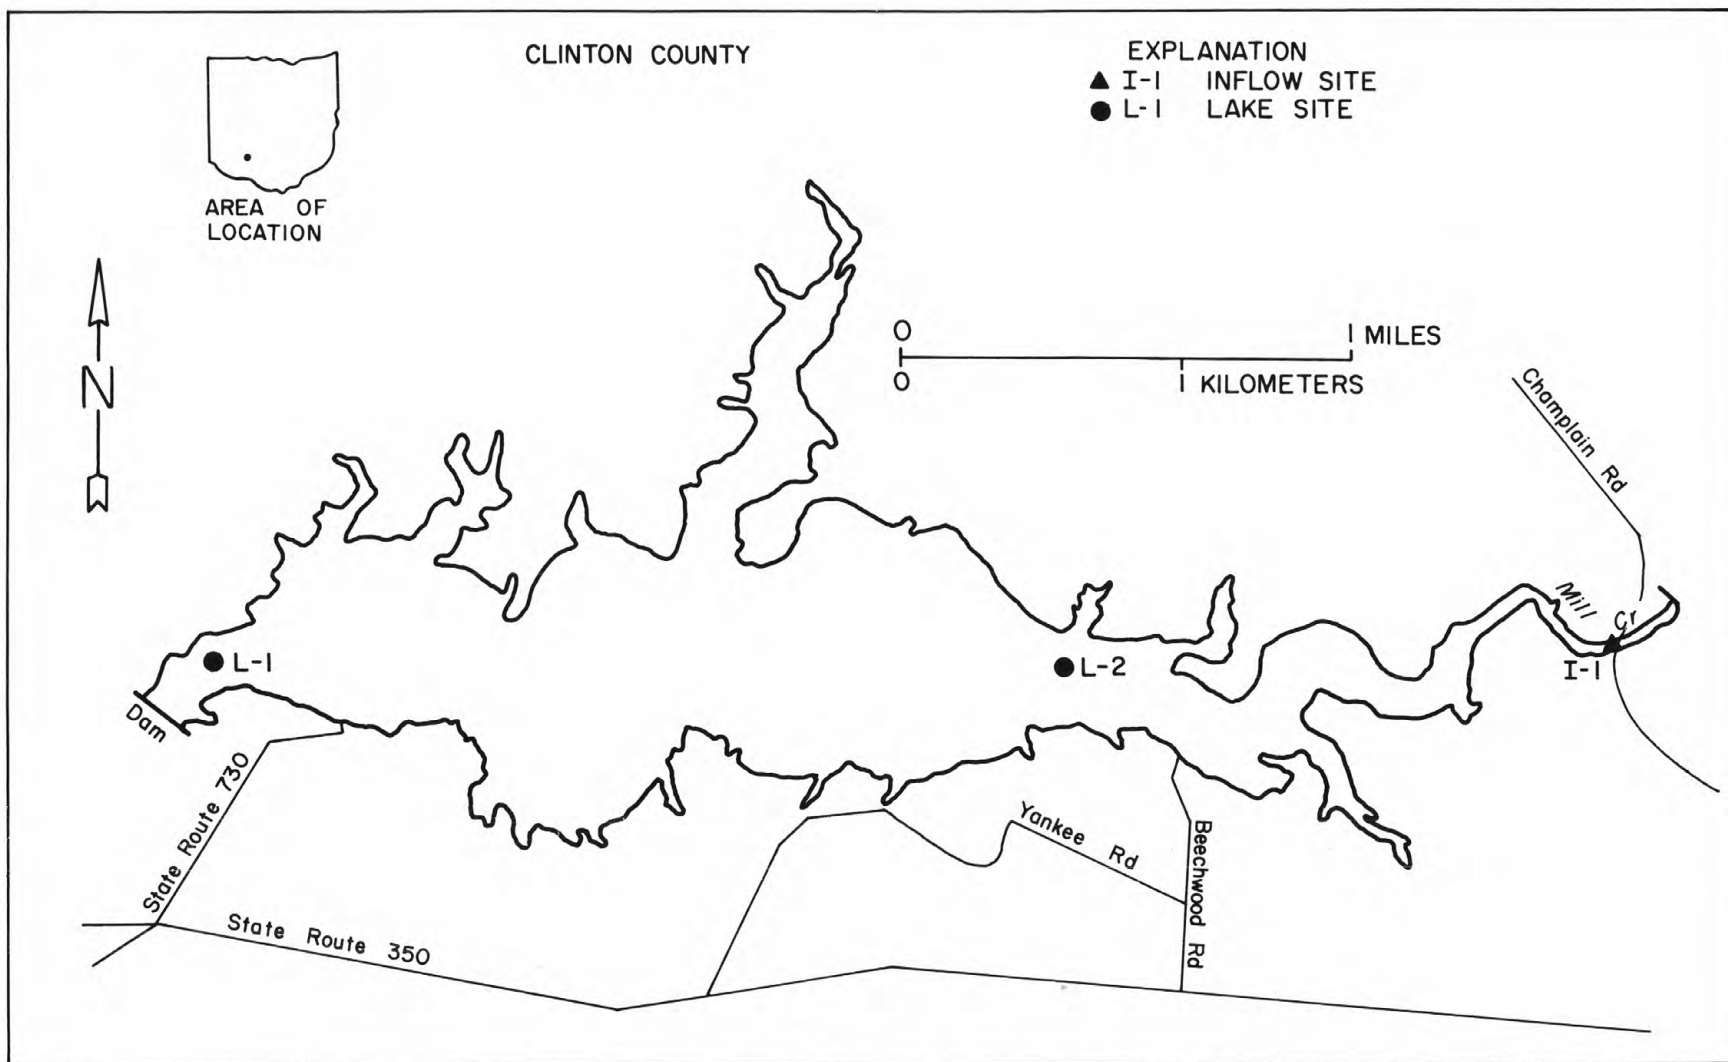 CLINTON COUNTY
EXPLANATION
I-1 INFLOW SITE
L-1 LAKE SITE
AREA OF
LOCATION
N
0
1 MILES
0
1 KILOMETERS
Champlain Rd
Mill Cr
I-1
L-1
L-2
Dam
State Route 730
State Route 350
Yankee Rd
Beechwood Rd